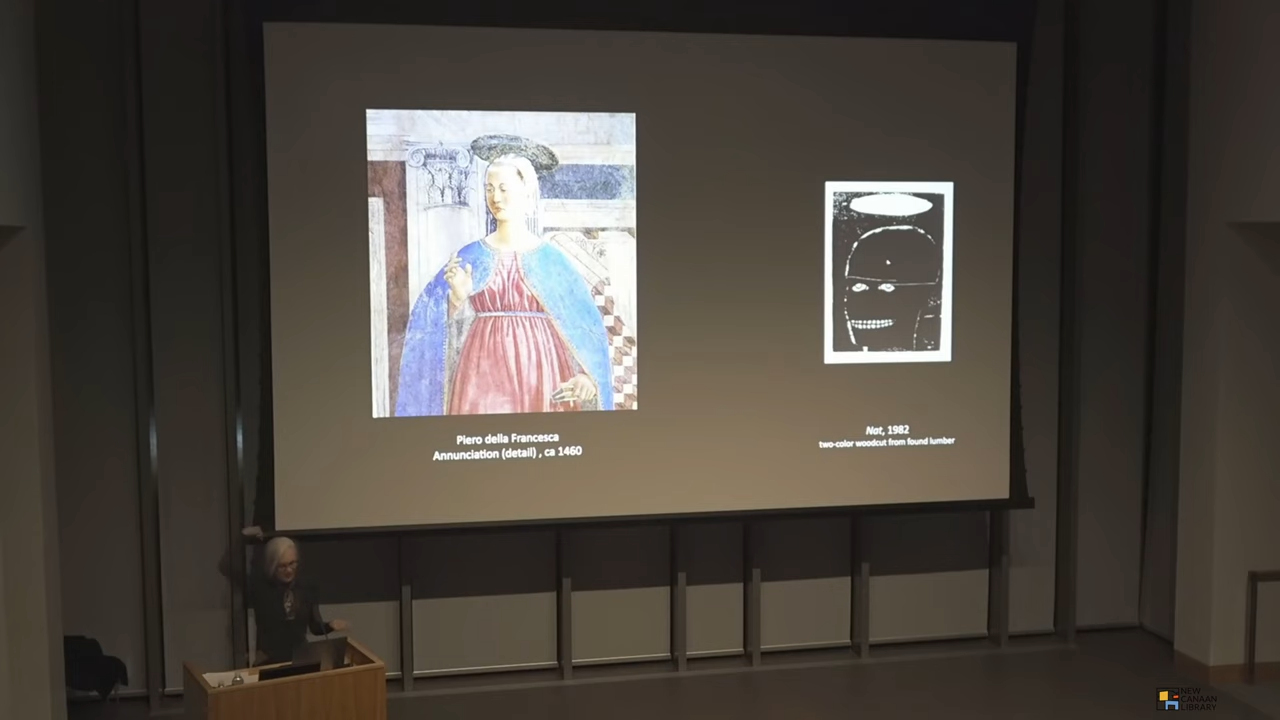 Piero della Francesca
Annunciation (detail) , ca 1460
Nat, 1982
two-color woodcut from found lumber
NEW
CANAAN
LIBRARY